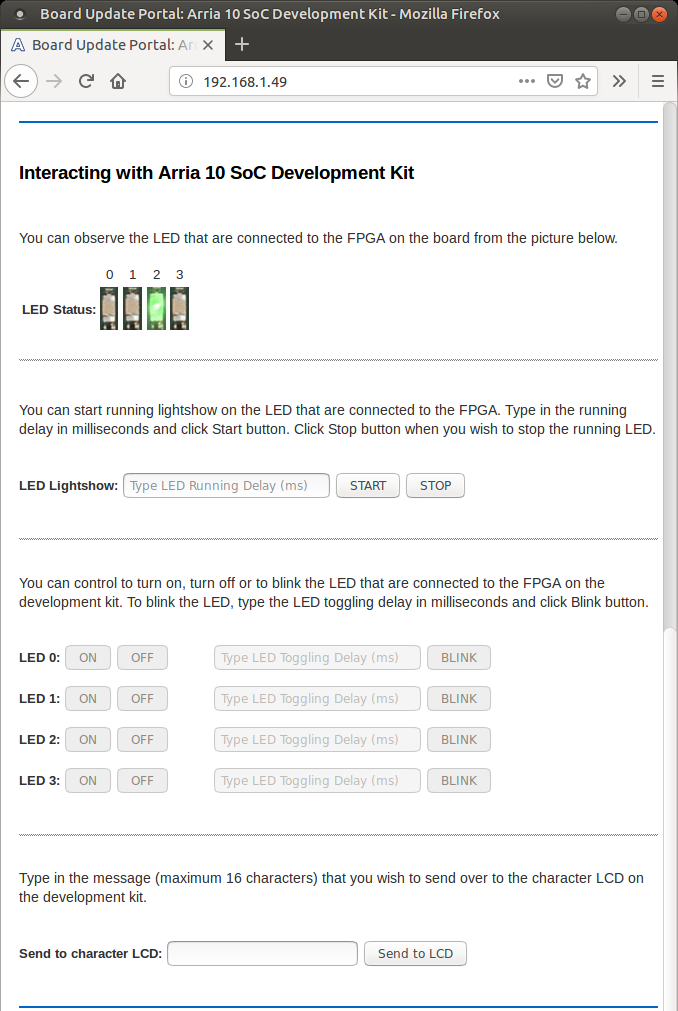 Board Update Portal: Arria 10 SoC Development Kit - Mozilla Firefox
Board Update Portal: Ar
192.168.1.49
Interacting with Arria 10 SoC Development Kit
You can observe the LED that are connected to the FPGA on the board from the picture below.
0 1 2 3
LED Status:
You can start running lightshow on the LED that are connected to the FPGA. Type in the running
delay in milliseconds and click Start button. Click Stop button when you wish to stop the running LED.
LED Lightshow: Type LED Running Delay (ms) START STOP
You can control to turn on, turn off or to blink the LED that are connected to the FPGA on the
development kit. To blink the LED, type the LED toggling delay in milliseconds and click Blink button.
LED 0: ON OFF Type LED Toggling Delay (ms) BLINK
LED 1: ON OFF Type LED Toggling Delay (ms) BLINK
LED 2: ON OFF Type LED Toggling Delay (ms) BLINK
LED 3: ON OFF Type LED Toggling Delay (ms) BLINK
Type in the message (maximum 16 characters) that you wish to send over to the character LCD on
the development kit.
Send to character LCD: Send to LCD